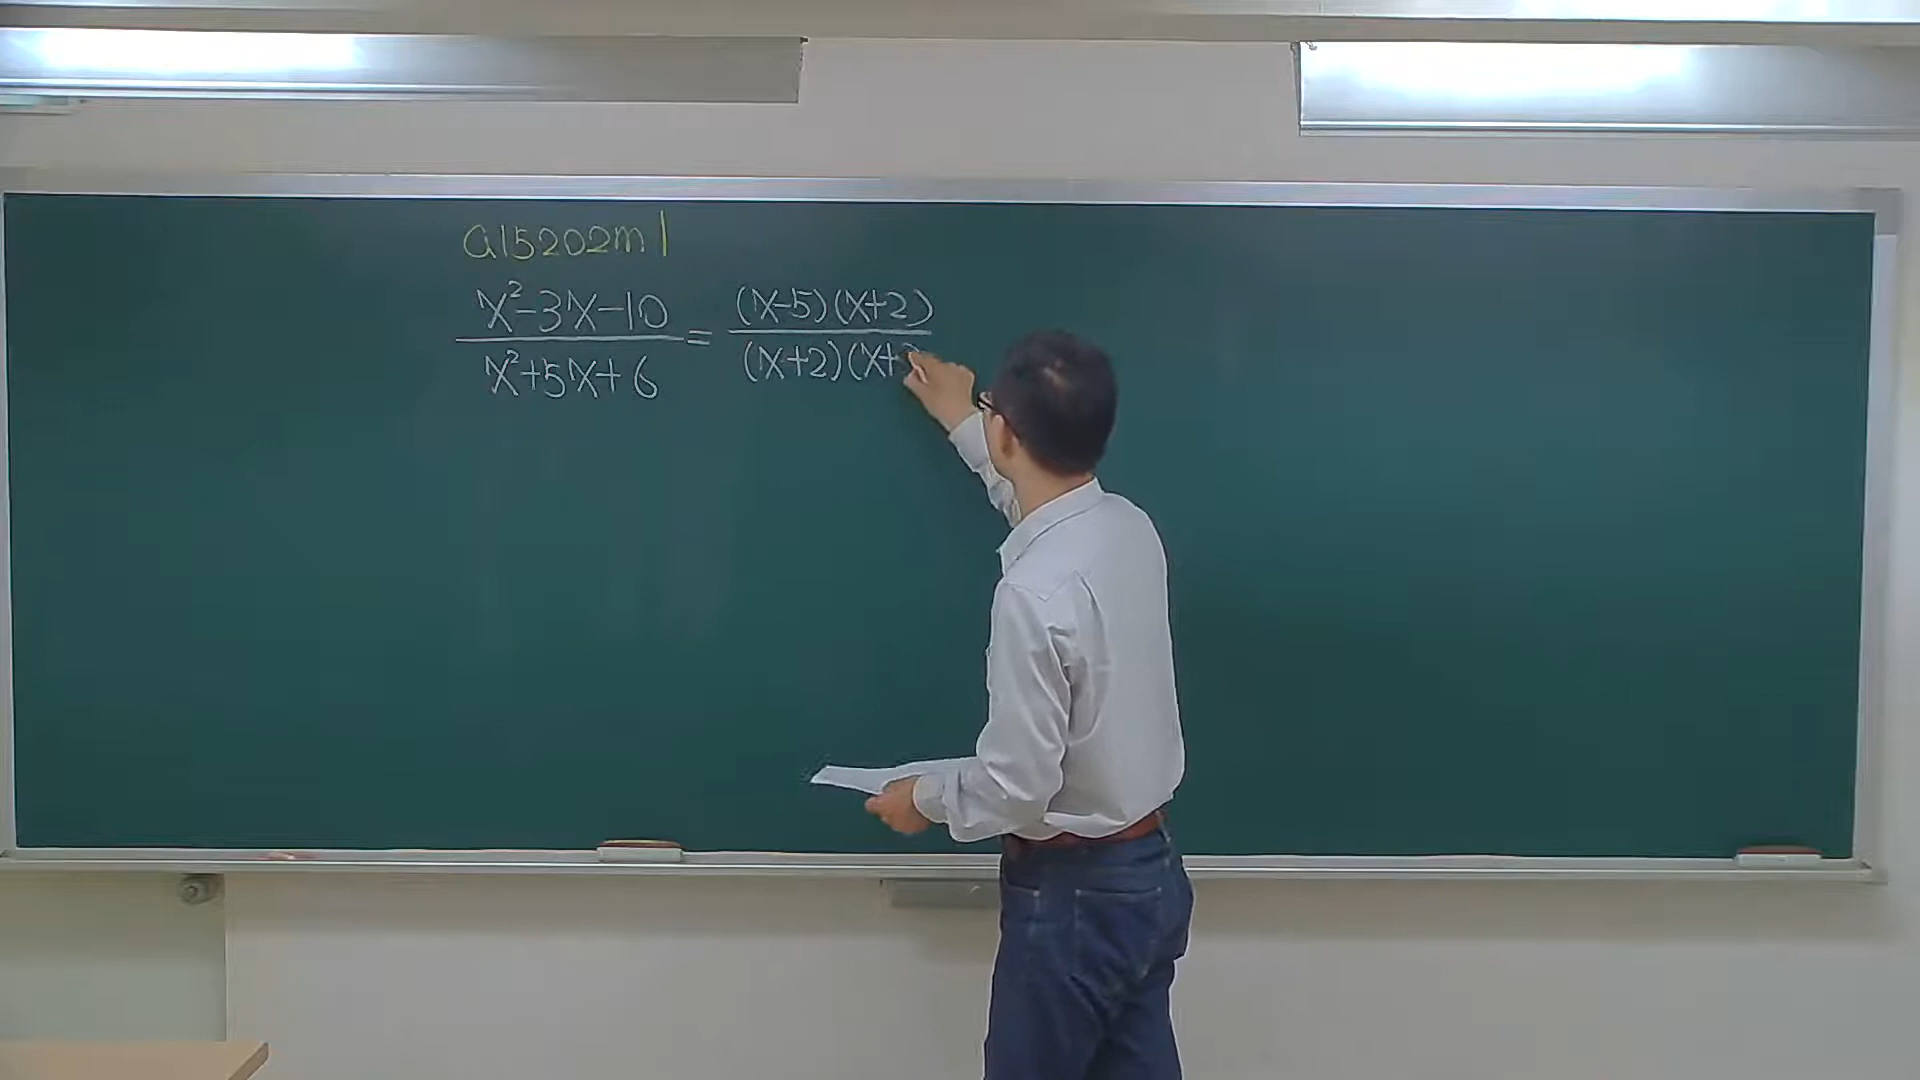 a15202m1
x²-3x-10 / x²+5x+6 = (x-5)(x+2) / (x+2)(x+